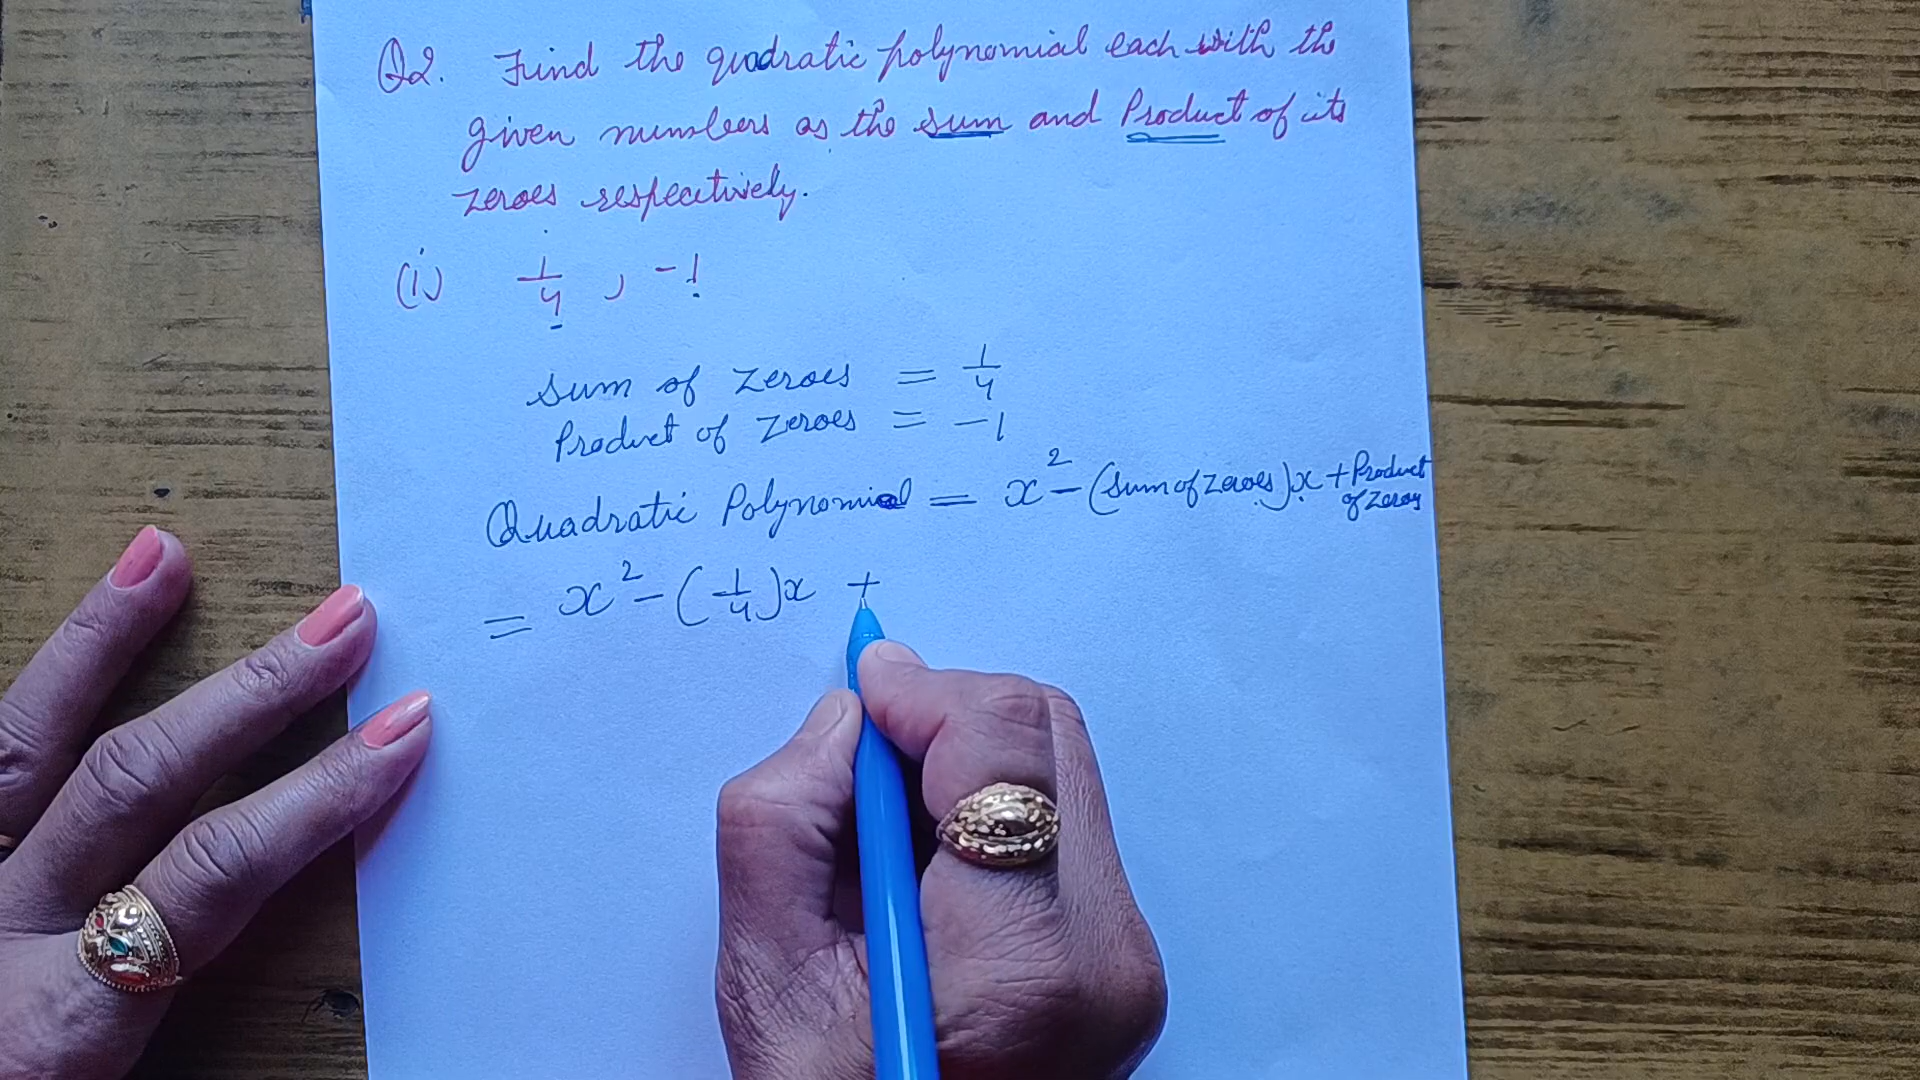 Q2. Find the quadratic polynomial each with the
given numbers as the sum and Product of its
zeroes respectively.
(i) 1/4 , -1
Sum of Zeroes = 1/4
Product of Zeroes = -1
Quadratic Polynomial = x² - (Sum of Zeroes)x + Product of Zeroes
= x² - (1/4)x +